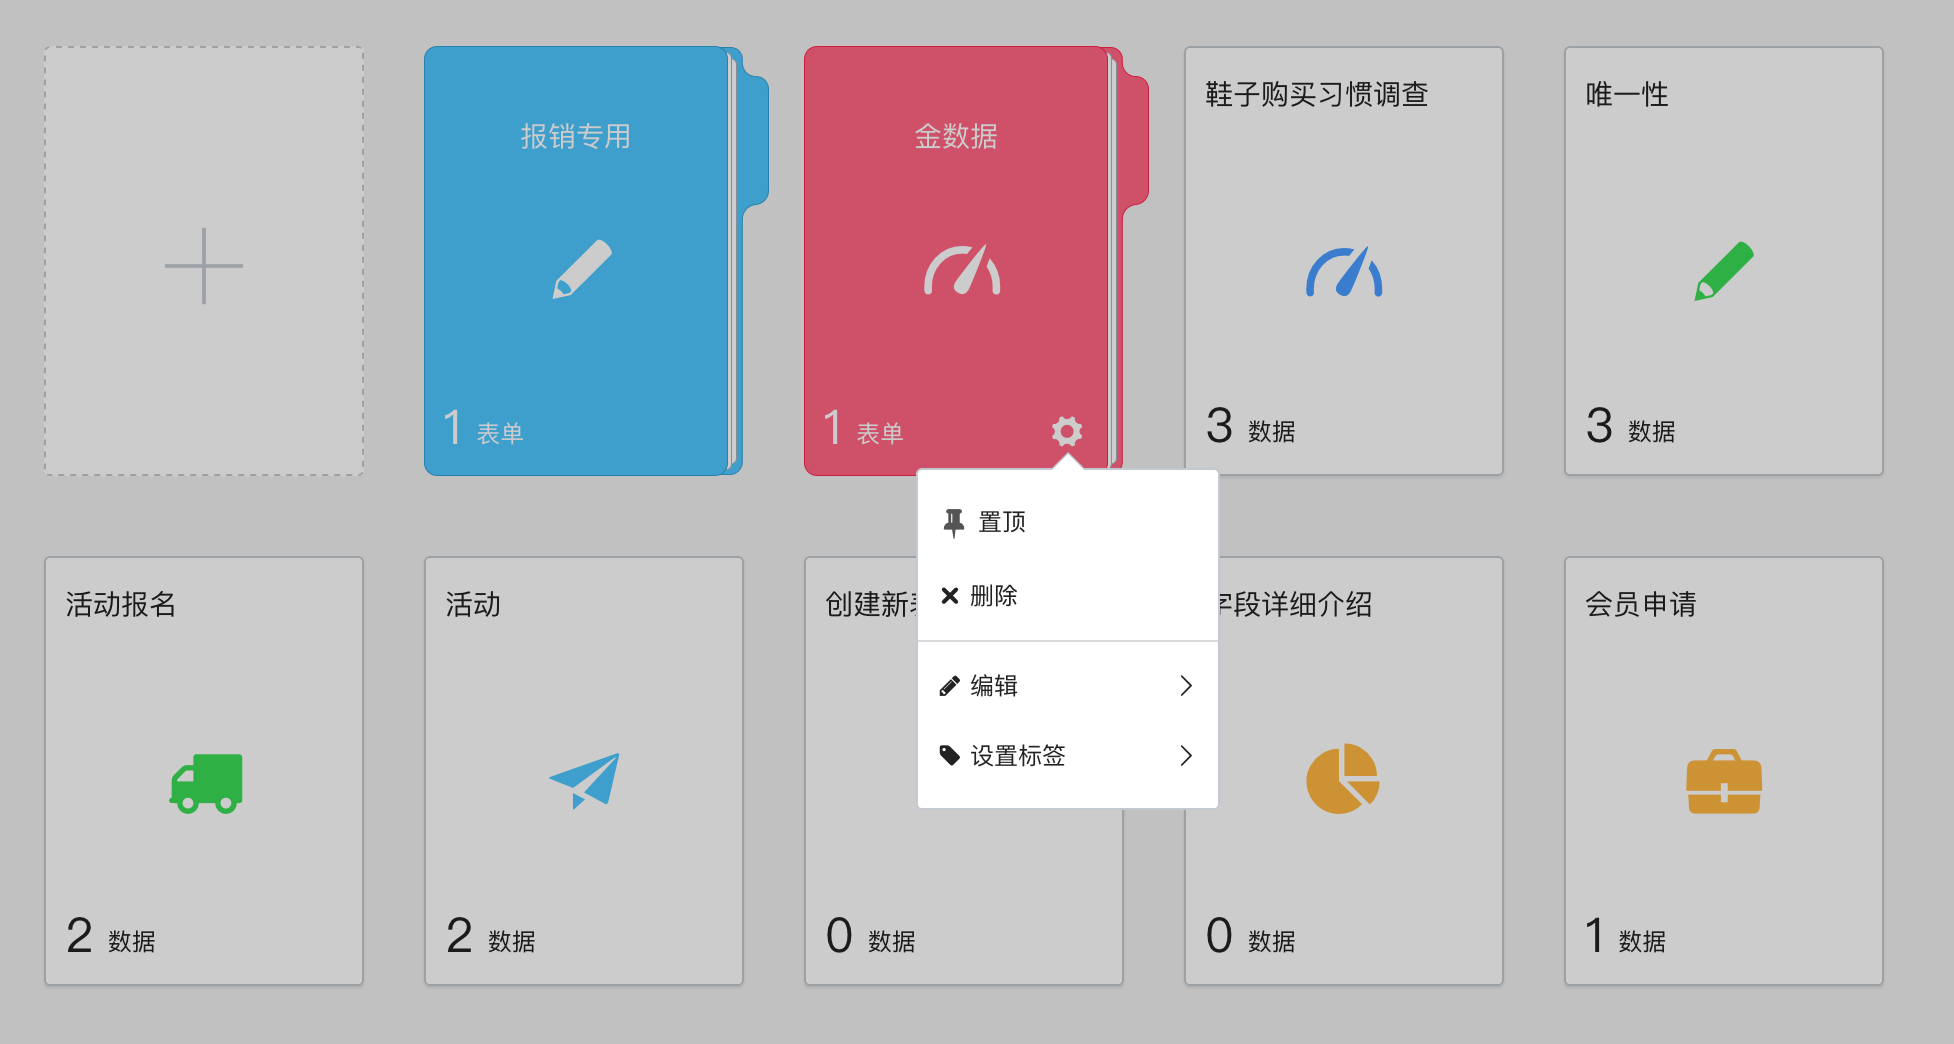 报销专用
1 表单
金数据
1 表单
鞋子购买习惯调查
3 数据
唯一性
3 数据
置顶
删除
编辑
设置标签
活动报名
2 数据
活动
2 数据
创建新
0 数据
字段详细介绍
0 数据
会员申请
1 数据